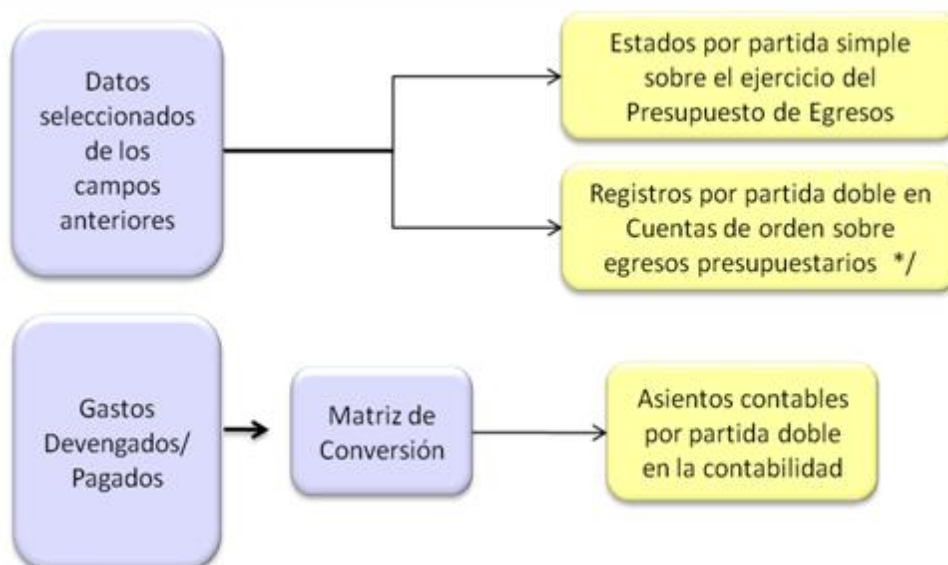 Datos
seleccionados
de los
campos
anteriores
Estados por partida simple
sobre el ejercicio del
Presupuesto de Egresos
Registros por partida doble en
Cuentas de orden sobre
egresos presupuestarios */
Gastos
Devengados/
Pagados
Matriz de
Conversión
Asientos contables
por partida doble
en la contabilidad